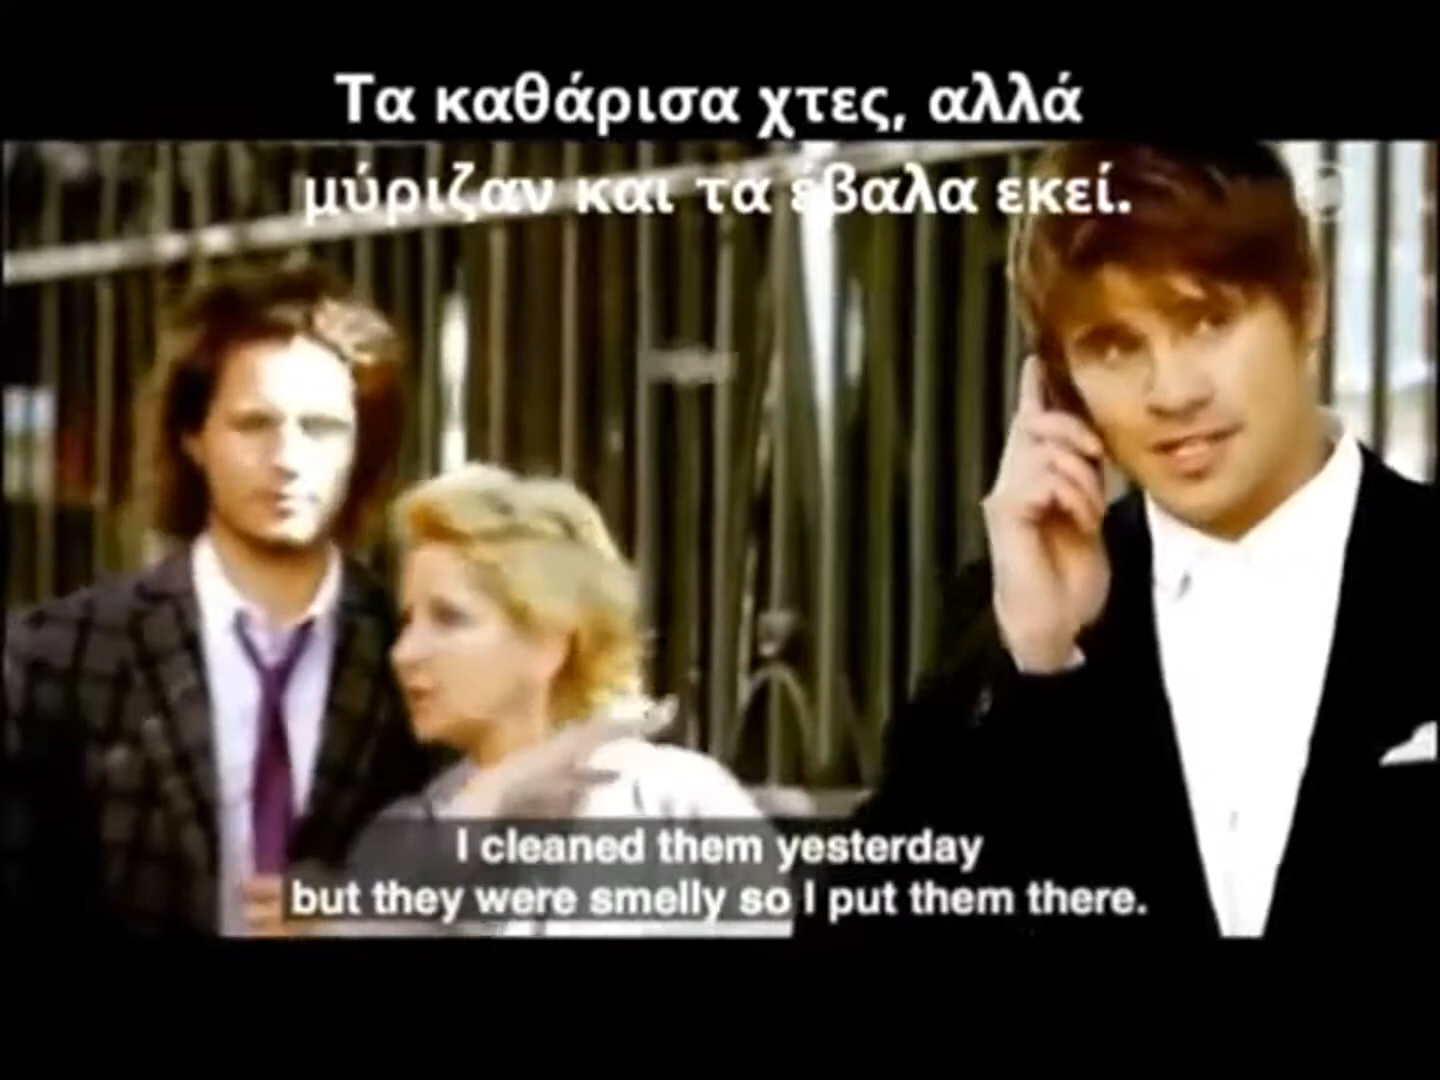 Τα καθάρισα χτες, αλλά
μύριζαν και τα έβαλα εκεί.
I cleaned them yesterday
but they were smelly so I put them there.